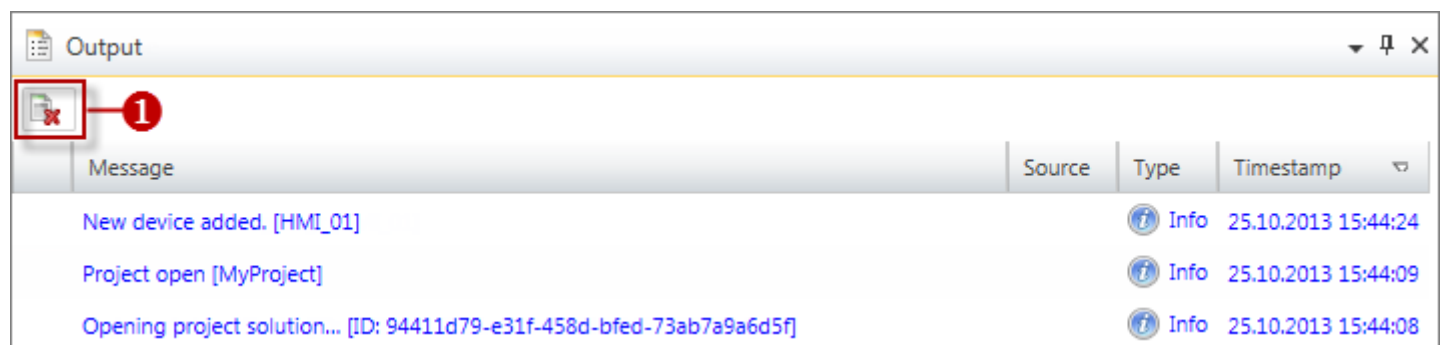 Output
1
Message Source Type Timestamp
New device added. [HMI_01] Info 25.10.2013 15:44:24
Project open [MyProject] Info 25.10.2013 15:44:09
Opening project solution... [ID: 94411d79-e31f-458d-bfed-73ab7a9a6d5f] Info 25.10.2013 15:44:08